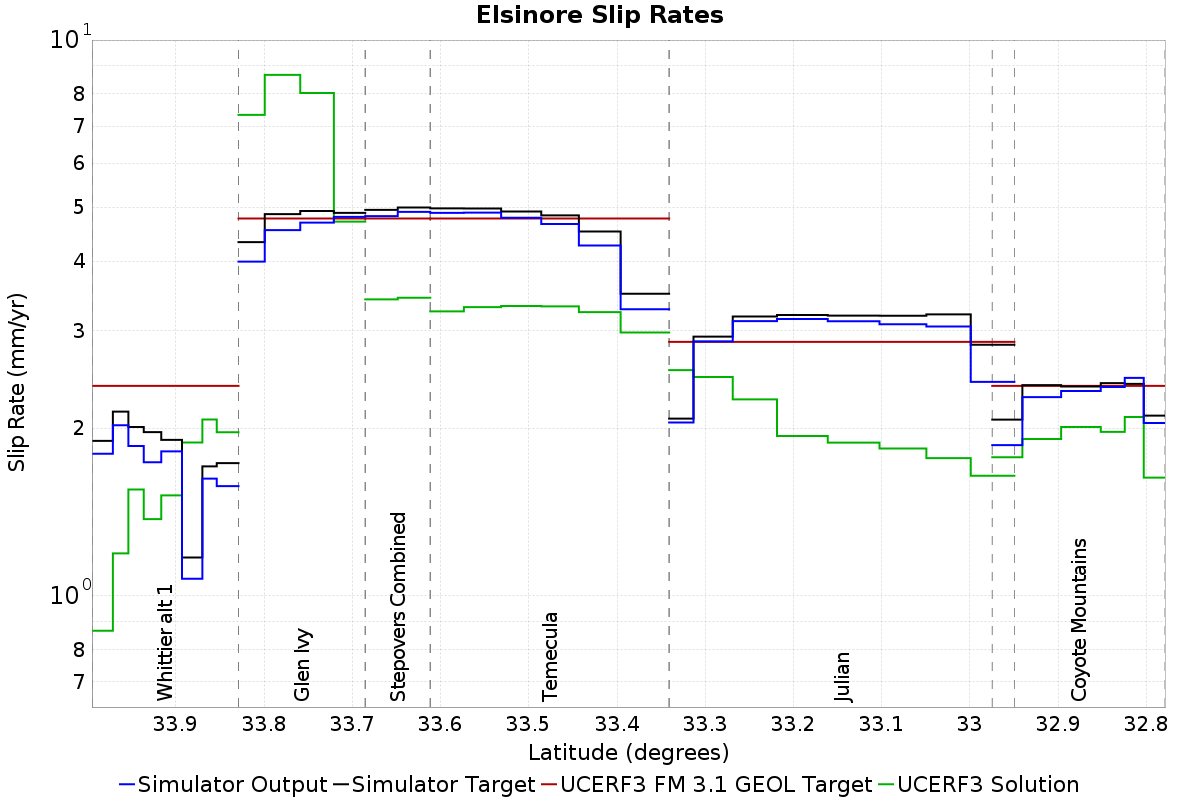 Elsinore Slip Rates
Slip Rate (mm/yr)
10^1
8
7
6
5
4
3
2
10^0
8
7
Whittier alt 1
Glen Ivy
Stepovers Combined
Temecula
Julian
Coyote Mountains
33.9 33.8 33.7 33.6 33.5 33.4 33.3 33.2 33.1 33 32.9 32.8
Latitude (degrees)
Simulator Output Simulator Target UCERF3 FM 3.1 GEOL Target UCERF3 Solution